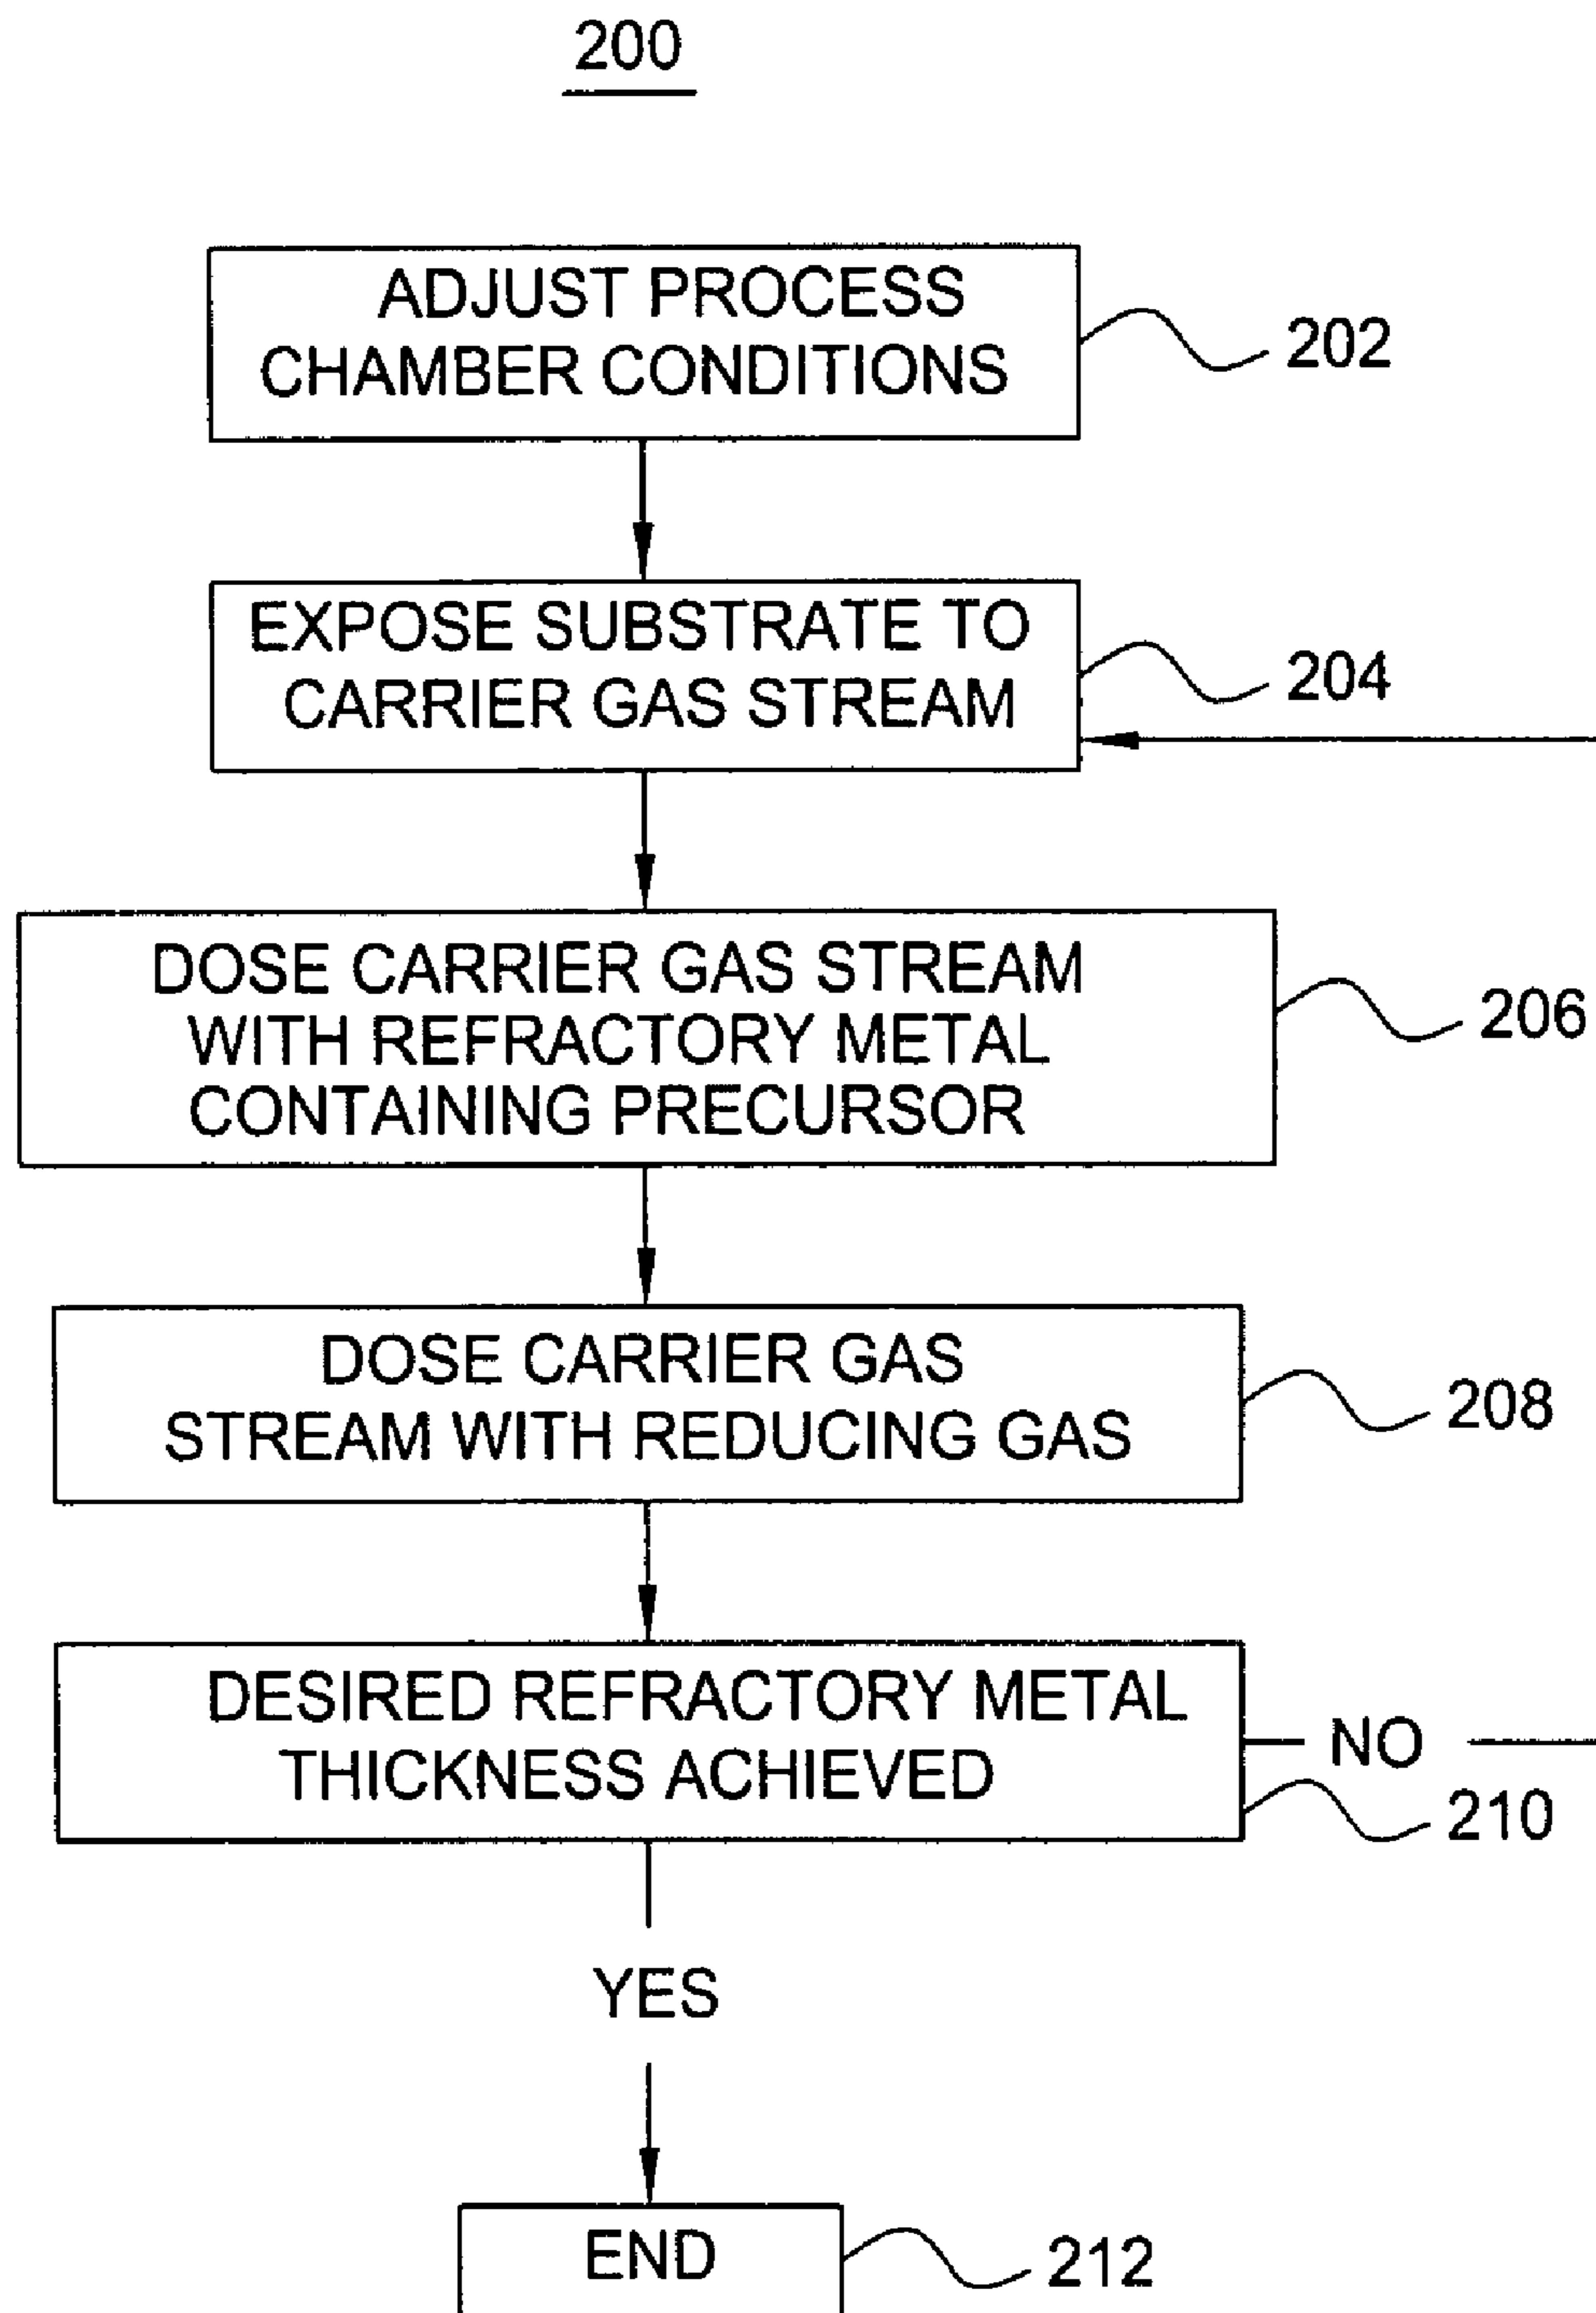 200
ADJUST PROCESS
CHAMBER CONDITIONS
202
EXPOSE SUBSTRATE TO
CARRIER GAS STREAM
204
DOSE CARRIER GAS STREAM
WITH REFRACTORY METAL
CONTAINING PRECURSOR
206
DOSE CARRIER GAS
STREAM WITH REDUCING GAS
208
DESIRED REFRACTORY METAL
THICKNESS ACHIEVED
NO
210
YES
END
212